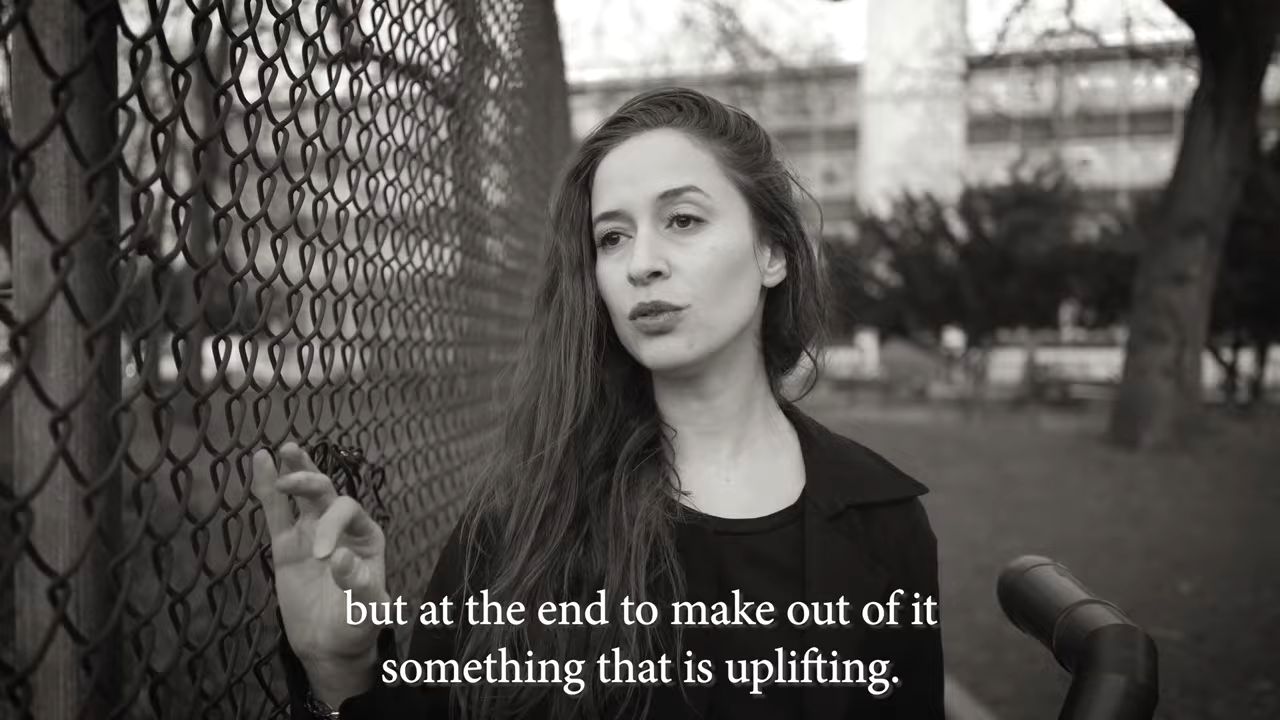 but at the end to make out of it
something that is uplifting.